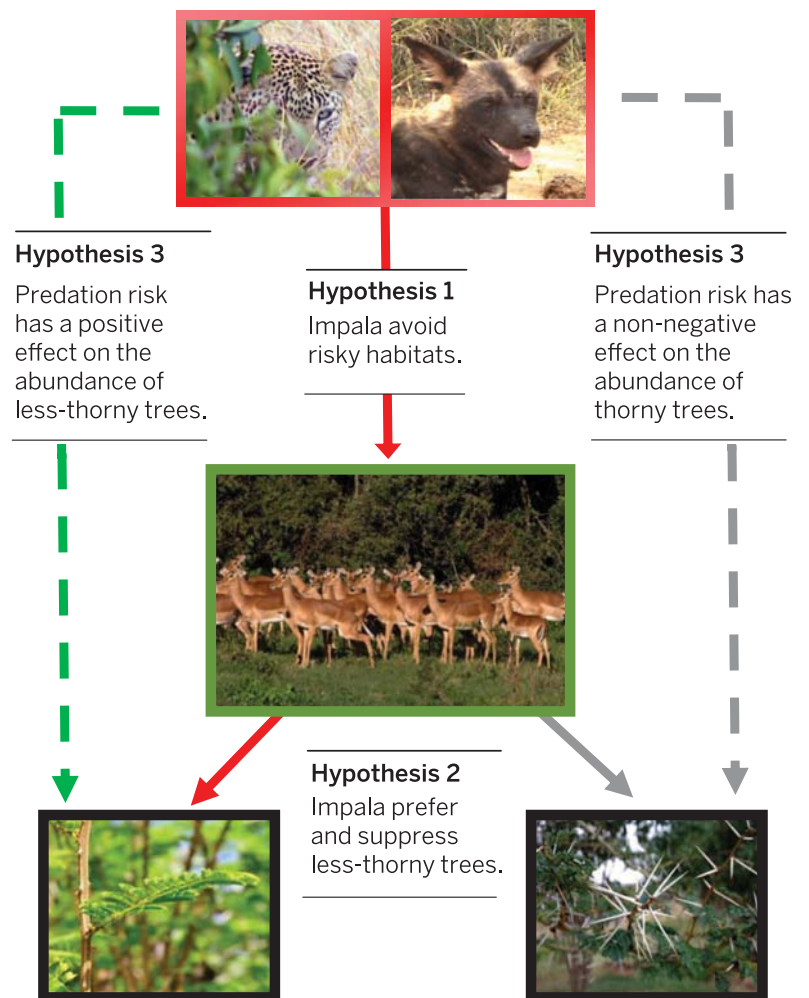 Hypothesis 3
Predation risk
has a positive
effect on the
abundance of
less-thorny trees.
Hypothesis 1
Impala avoid
risky habitats.
Hypothesis 3
Predation risk has
a non-negative
effect on the
abundance of
thorny trees.
Hypothesis 2
Impala prefer
and suppress
less-thorny trees.